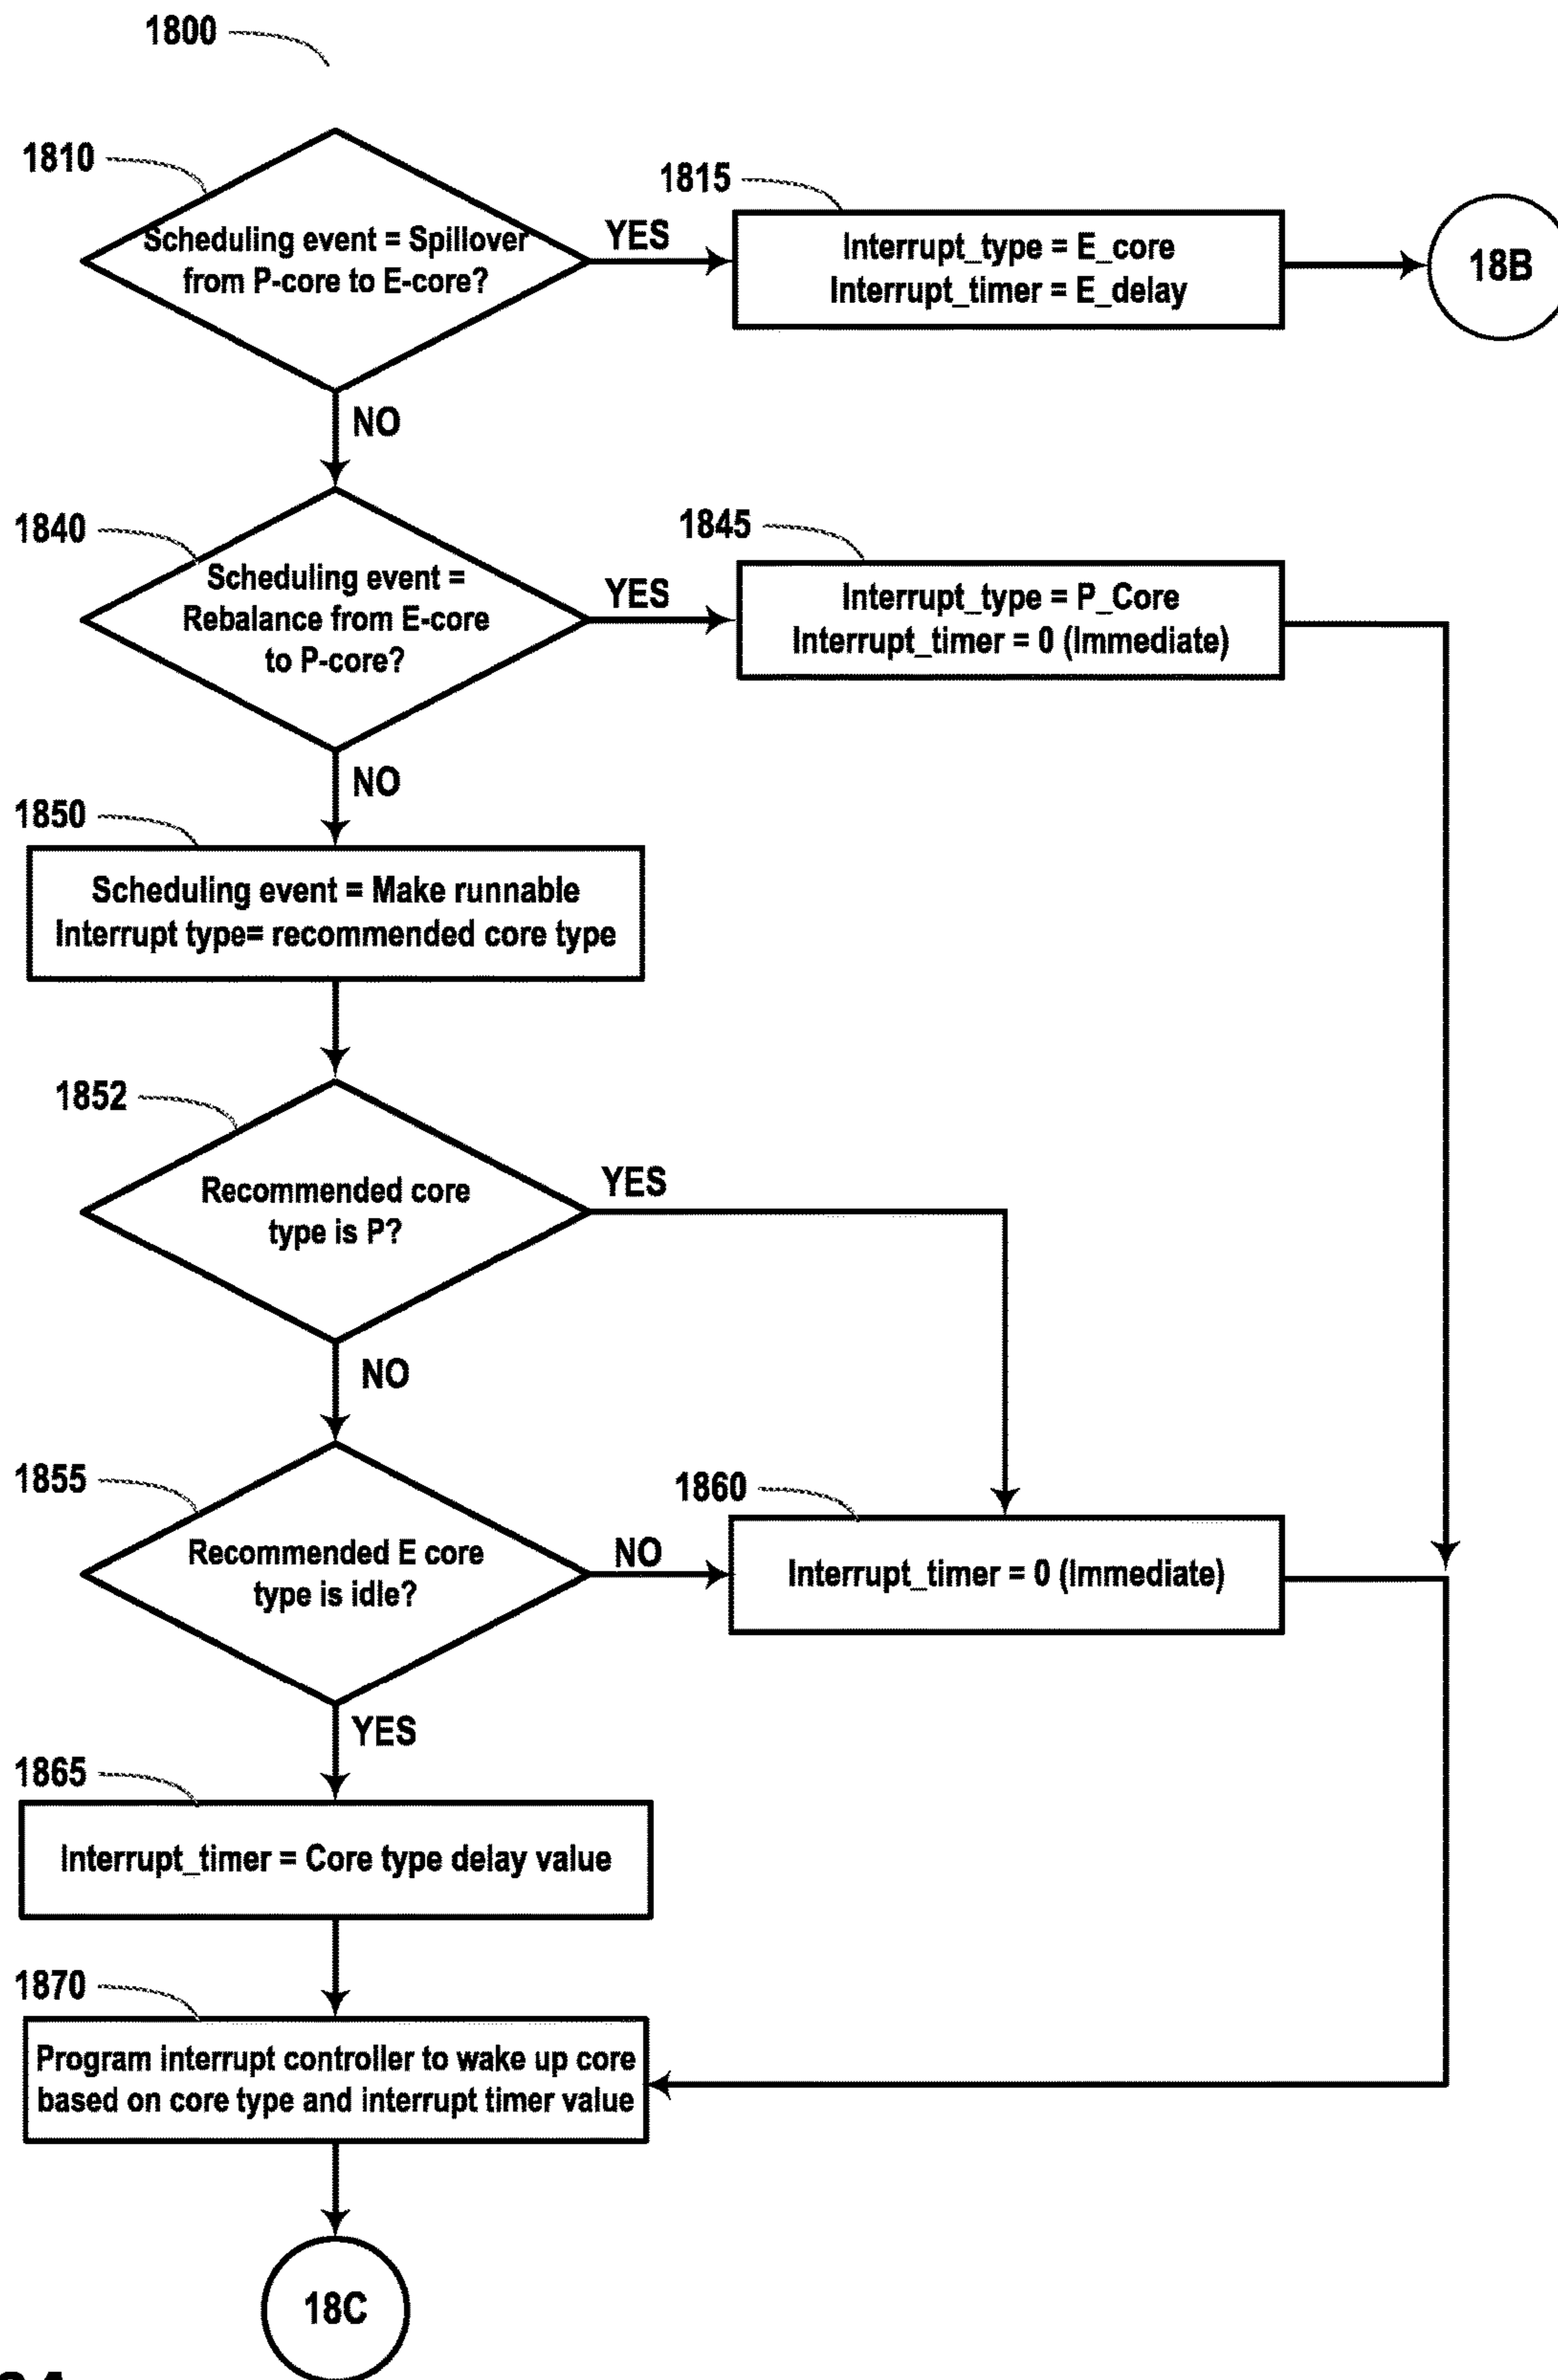 1800
1810
Scheduling event = Spillover
from P-core to E-core?
YES
1815
Interrupt_type = E_core
Interrupt_timer = E_delay
18B
NO
1840
Scheduling event =
Rebalance from E-core
to P-core?
YES
1845
Interrupt_type = P_Core
Interrupt_timer = 0 (Immediate)
NO
1850
Scheduling event = Make runnable
Interrupt type= recommended core type
1852
Recommended core
type is P?
YES
NO
1855
Recommended E core
type is idle?
NO
1860
Interrupt_timer = 0 (Immediate)
YES
1865
Interrupt_timer = Core type delay value
1870
Program interrupt controller to wake up core
based on core type and interrupt timer value
18C